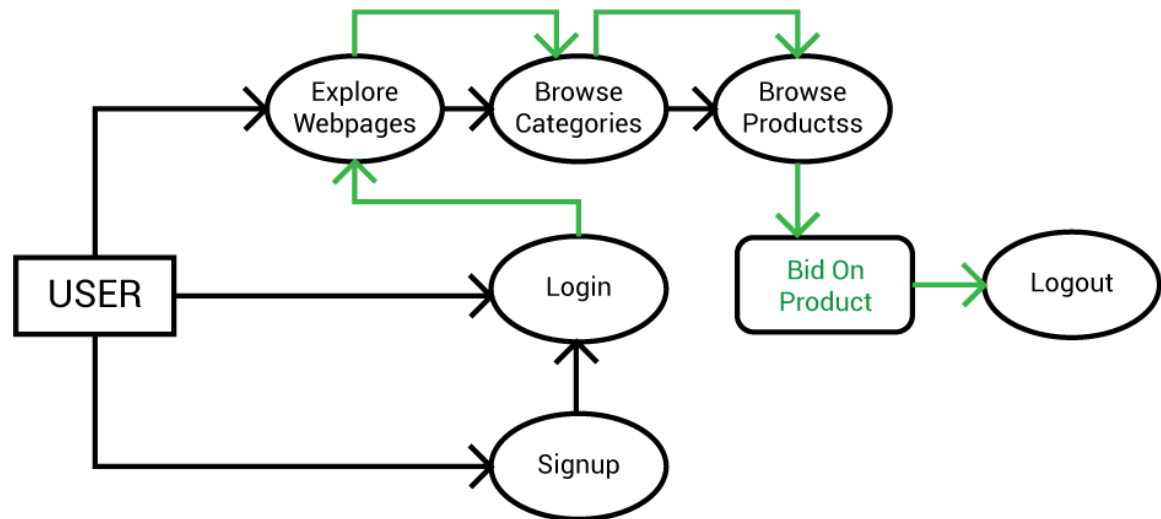 Explore
Webpages
Browse
Categories
Browse
Productss
USER
Login
Bid On
Product
Logout
Signup